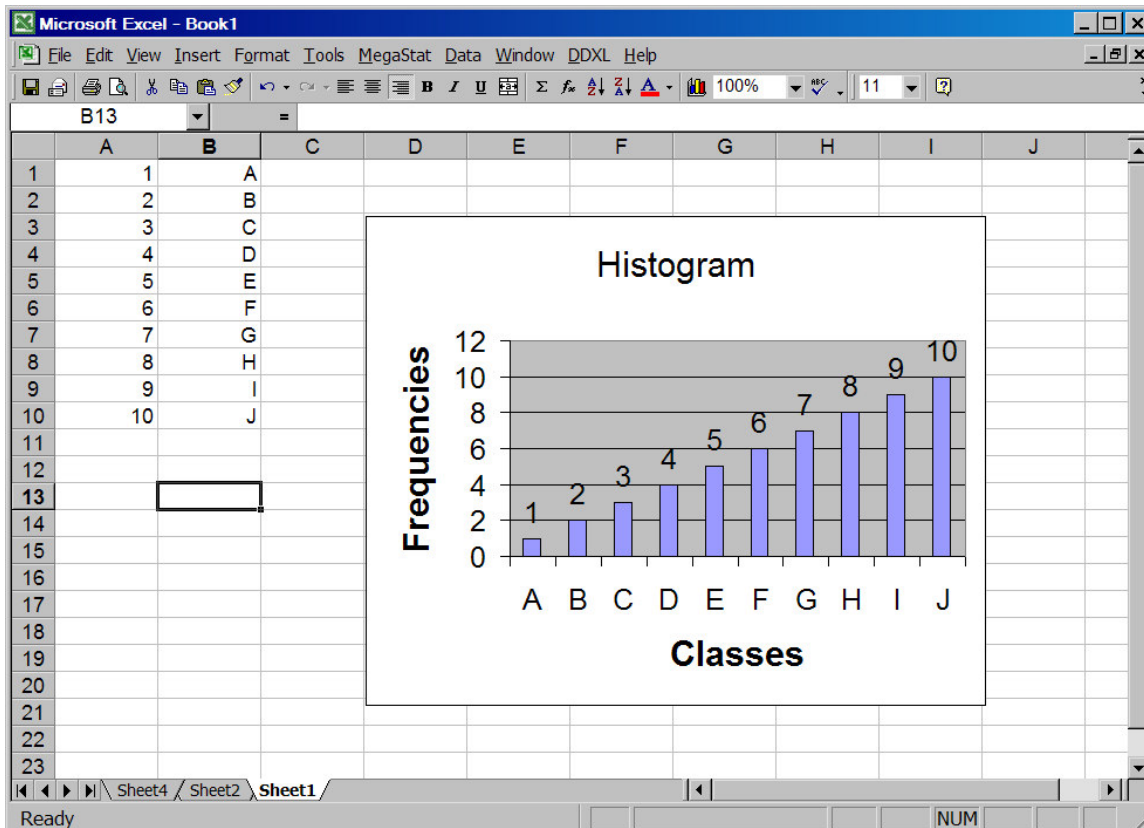 Microsoft Excel - Book1
File Edit View Insert Format Tools MegaStat Data Window DDXL Help
B I U Σ fx 100% ABC 11
B13 =
A B C D E F G H I J
1 1 A
2 2 B
3 3 C
4 4 D
5 5 E
6 6 F
7 7 G
8 8 H
9 9 I
10 10 J
11
12
13
14
15
16
17
18
19
20
21
22
23
Histogram
Frequencies
12
10
8
6
4
2
0
1 2 3 4 5 6 7 8 9 10
A B C D E F G H I J
Classes
Sheet4 Sheet2 Sheet1
Ready NUM